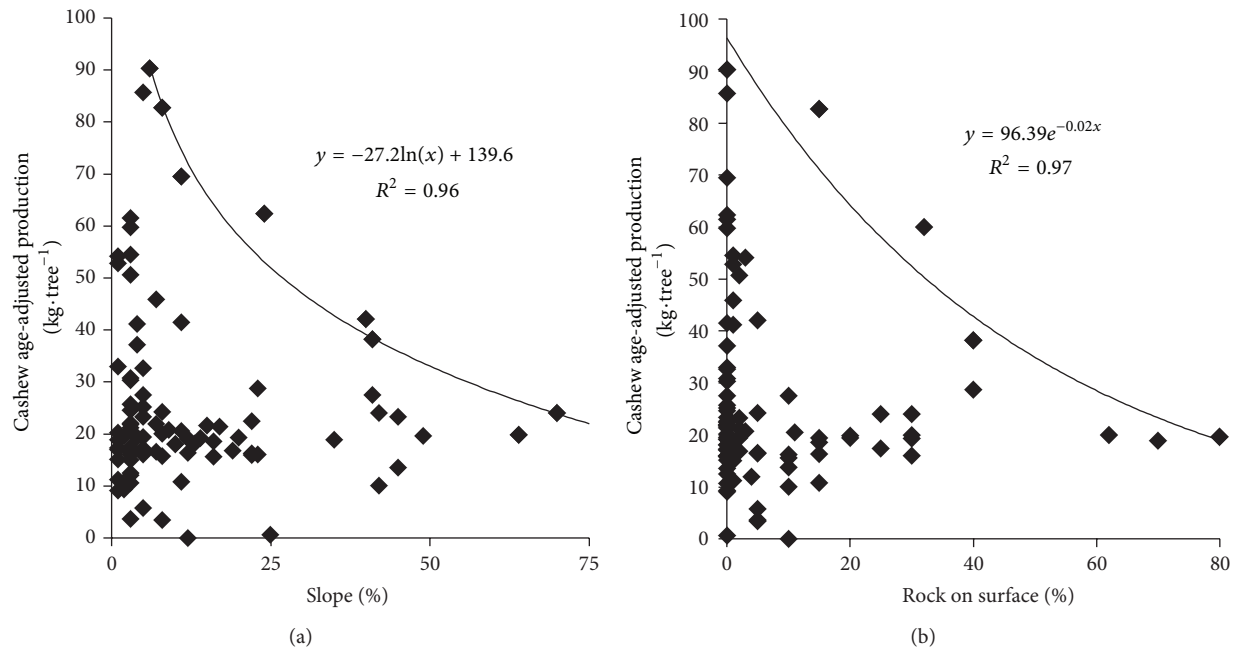 100
90
80
70
60
50
40
30
20
10
0
0 25 50 75
Cashew age-adjusted production
(kg·tree⁻¹)
y = −27.2ln(x) + 139.6
R² = 0.96
Slope (%)
(a)
100
90
80
70
60
50
40
30
20
10
0
0 20 40 60 80
Cashew age-adjusted production
(kg·tree⁻¹)
y = 96.39e⁻⁰·⁰²ˣ
R² = 0.97
Rock on surface (%)
(b)